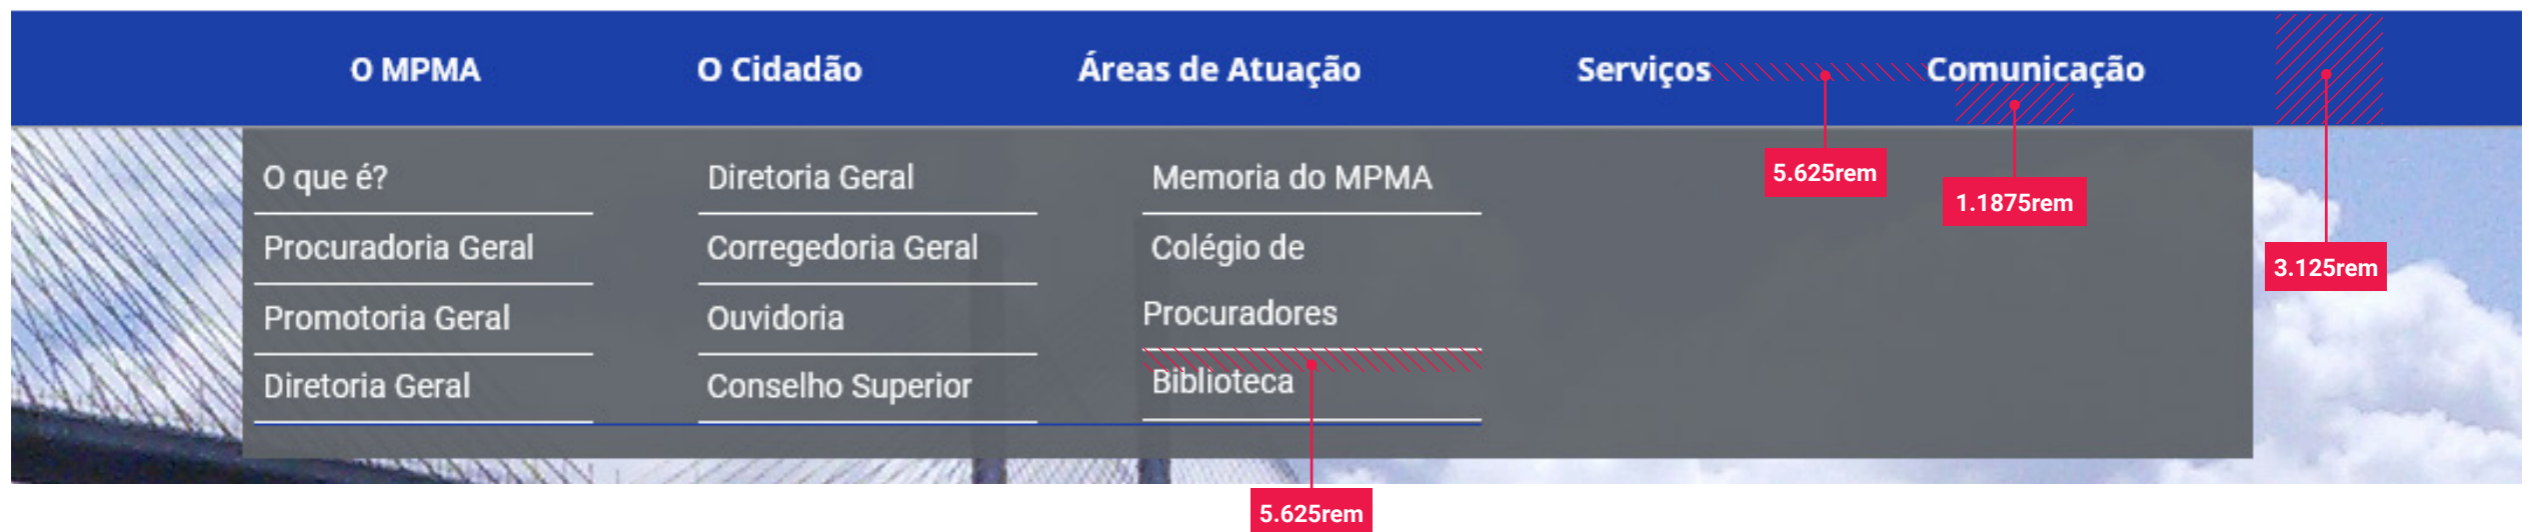 O MPMA O Cidadão Áreas de Atuação Serviços Comunicação
O que é? Diretoria Geral Memoria do MPMA
5.625rem
1.1875rem
Procuradoria Geral Corregedoria Geral Colégio de
3.125rem
Promotoria Geral Ouvidoria Procuradores
Diretoria Geral Conselho Superior Biblioteca
5.625rem